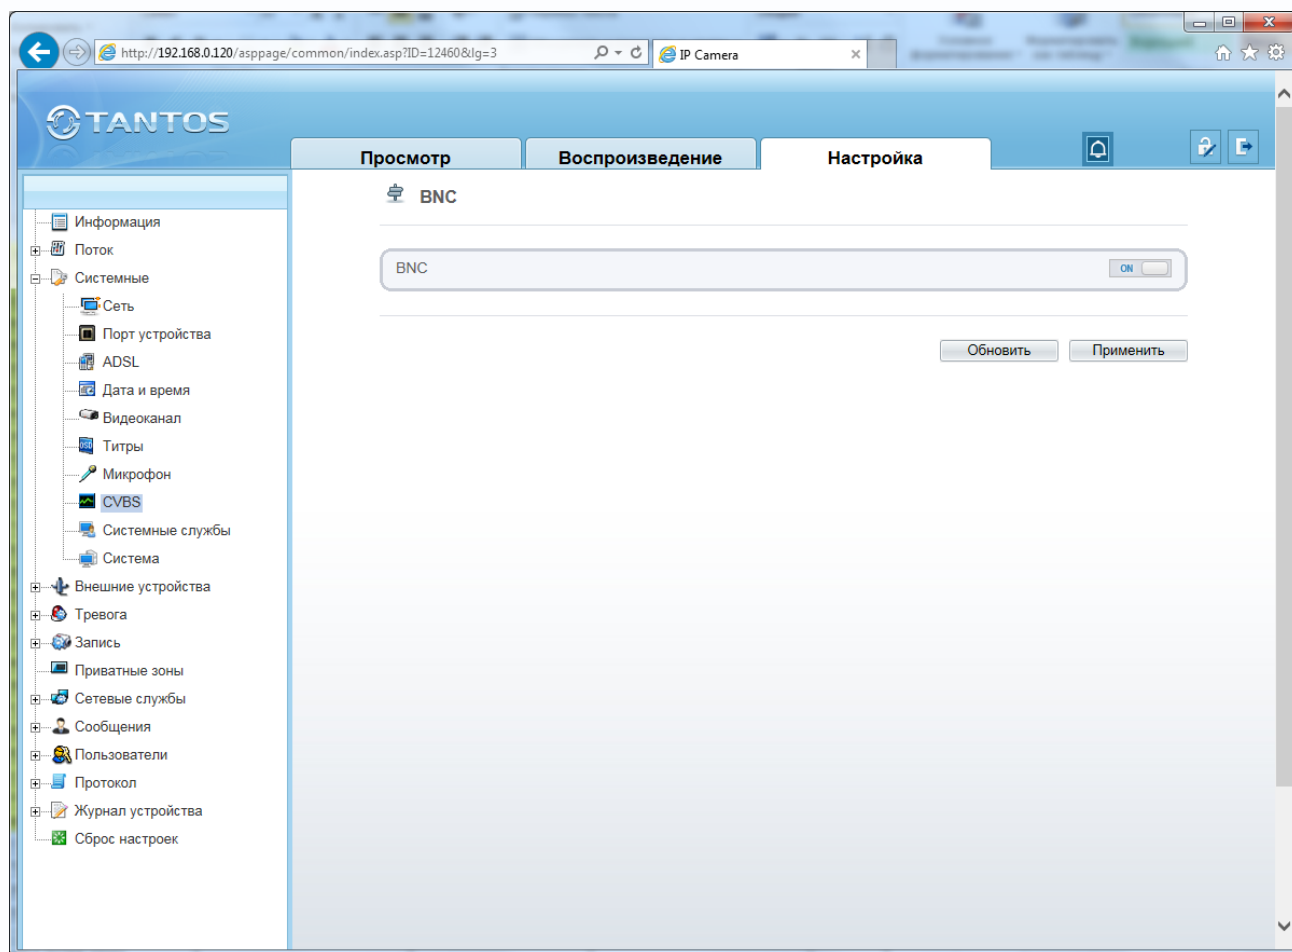 http://192.168.0.120/asppage/common/index.asp?ID=12460&lg=3
IP Camera
TANTOS
Просмотр
Воспроизведение
Настройка
BNC
BNC
ON
Обновить
Применить
Информация
Поток
Системные
Сеть
Порт устройства
ADSL
Дата и время
Видеоканал
Титры
Микрофон
CVBS
Системные службы
Система
Внешние устройства
Тревога
Запись
Приватные зоны
Сетевые службы
Сообщения
Пользователи
Протокол
Журнал устройства
Сброс настроек